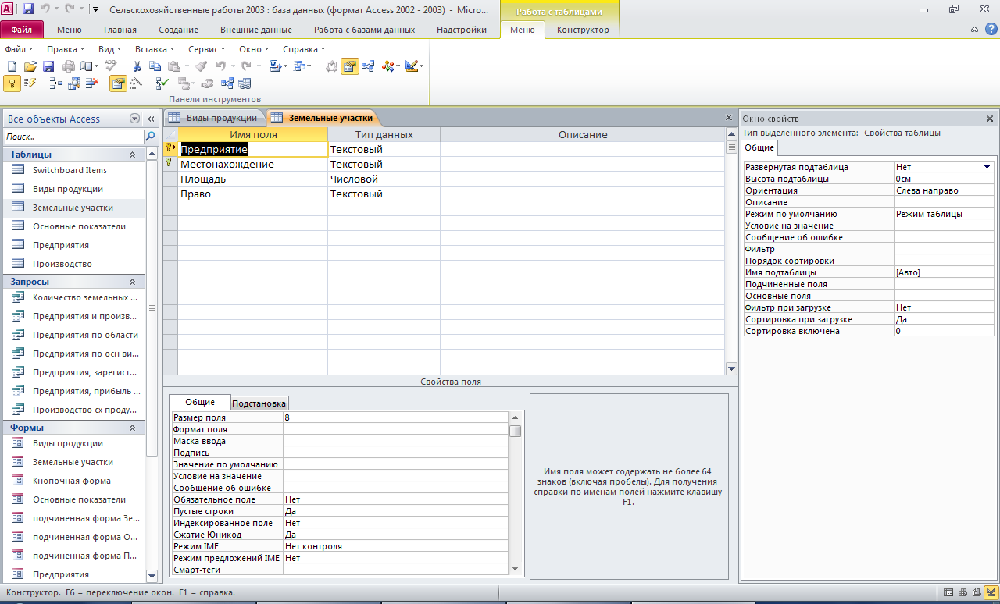 Сельскохозяйственные работы 2003 : база данных (формат Access 2002 - 2003) - Micro...
Работа с таблицами
Файл Меню Главная Создание Внешние данные Работа с базами данных Надстройки Меню Конструктор
Файл Правка Вид Вставка Сервис Окно Справка
Панели инструментов
Все объекты Access
Поиск...
Таблицы
Switchboard Items
Виды продукции
Земельные участки
Основные показатели
Предприятия
Производство
Запросы
Количество земельных ...
Предприятия и произв...
Предприятия по области
Предприятия по осн ви...
Предприятия, зарегист...
Предприятия, прибыль ...
Производство сх проду...
Формы
Виды продукции
Земельные участки
Кнопочная форма
Основные показатели
подчиненная форма Зе...
подчиненная форма О...
подчиненная форма П...
Предприятия
Виды продукции Земельные участки
Имя поля Тип данных Описание
Предприятие Текстовый
Местонахождение Текстовый
Площадь Числовой
Право Текстовый
Свойства поля
Общие Подстановка
Размер поля 8
Формат поля
Маска ввода
Подпись
Значение по умолчанию
Условие на значение
Сообщение об ошибке
Обязательное поле Нет
Пустые строки Да
Индексированное поле Нет
Сжатие Юникод Да
Режим IME Нет контроля
Режим предложений IME Нет
Смарт-теги
Имя поля может содержать не более 64
знаков (включая пробелы). Для получения
справки по именам полей нажмите клавишу
F1.
Окно свойств
Тип выделенного элемента: Свойства таблицы
Общие
Развернутая подтаблица Нет
Высота подтаблицы 0см
Ориентация Слева направо
Описание
Режим по умолчанию Режим таблицы
Условие на значение
Сообщение об ошибке
Фильтр
Порядок сортировки
Имя подтаблицы [Авто]
Подчиненные поля
Основные поля
Фильтр при загрузке Нет
Сортировка при загрузке Да
Сортировка включена 0
Конструктор. F6 = переключение окон. F1 = справка.